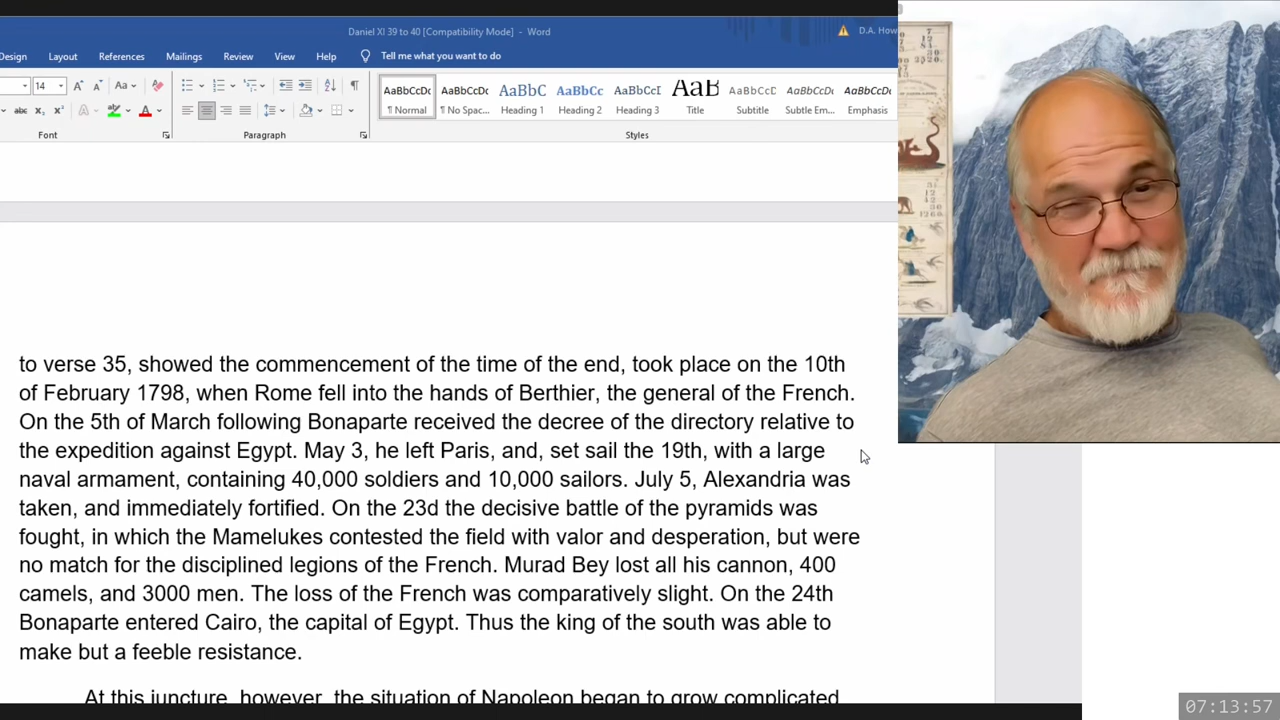 Daniel XI 39 to 40 [Compatibility Mode] - Word
D.A. How
Design Layout References Mailings Review View Help Tell me what you want to do
14
Aa
AaBbCcDc AaBbCcDc AaBbC AaBbCc AaBbCcD AaB AaBbCcD AaBbCcDc AaBbCcDc
¶ Normal ¶ No Spac... Heading 1 Heading 2 Heading 3 Title Subtitle Subtle Em... Emphasis
abc x₂ x² A A
Font Paragraph Styles
to verse 35, showed the commencement of the time of the end, took place on the 10th
of February 1798, when Rome fell into the hands of Berthier, the general of the French.
On the 5th of March following Bonaparte received the decree of the directory relative to
the expedition against Egypt. May 3, he left Paris, and, set sail the 19th, with a large
naval armament, containing 40,000 soldiers and 10,000 sailors. July 5, Alexandria was
taken, and immediately fortified. On the 23d the decisive battle of the pyramids was
fought, in which the Mamelukes contested the field with valor and desperation, but were
no match for the disciplined legions of the French. Murad Bey lost all his cannon, 400
camels, and 3000 men. The loss of the French was comparatively slight. On the 24th
Bonaparte entered Cairo, the capital of Egypt. Thus the king of the south was able to
make but a feeble resistance.
At this juncture, however, the situation of Napoleon began to grow complicated
07:13:57